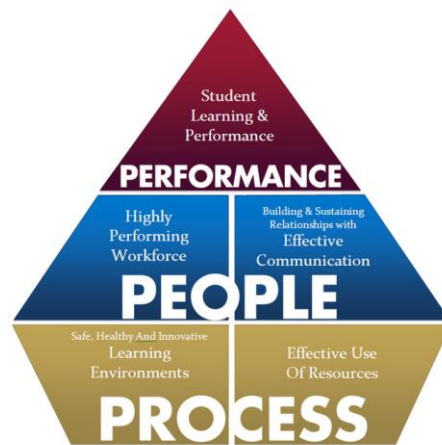 Student
Learning &
Performance
PERFORMANCE
Highly
Performing
Workforce
Building & Sustaining
Relationships with
Effective
Communication
PEOPLE
Safe, Healthy And Innovative
Learning
Environments
Effective Use
Of Resources
PROCESS